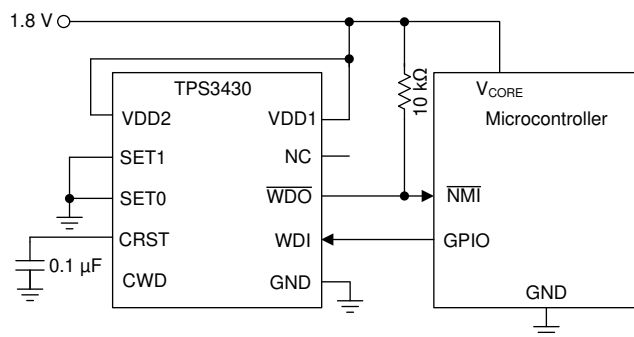 1.8 V
TPS3430
VDD2
VDD1
SET1
NC
SET0
WDO
CRST
WDI
0.1 µF
CWD
GND
10 kΩ
VCORE
Microcontroller
NMI
GPIO
GND